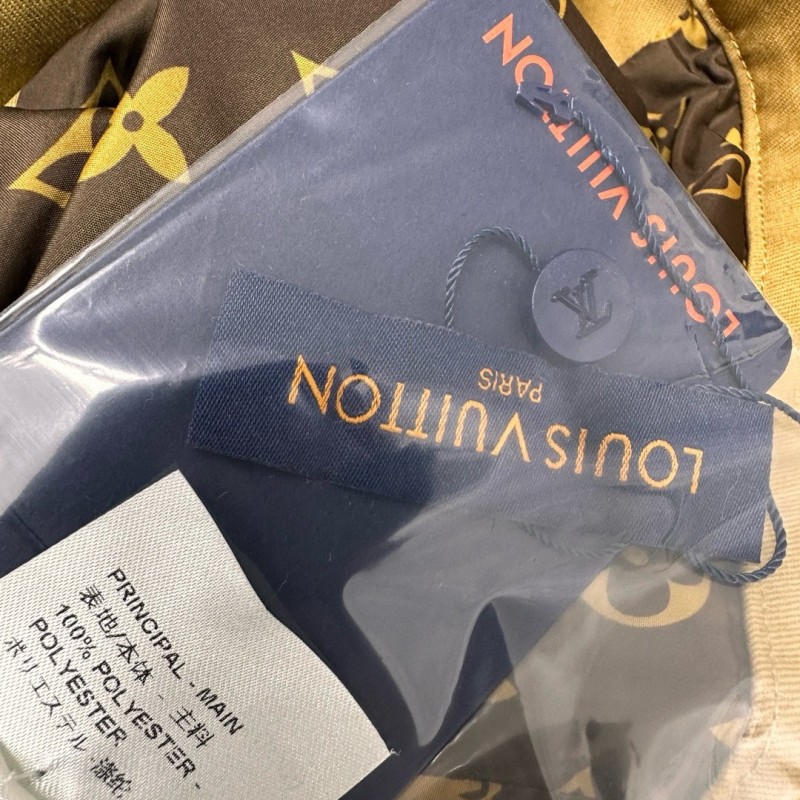 LOUIS VUITTON
LV
LOUIS VUITTON
PARIS
PRINCIPAL - MAIN
表地/本体 - 主料
100% POLYESTER -
POLYESTER
ポリエステル -涤纶